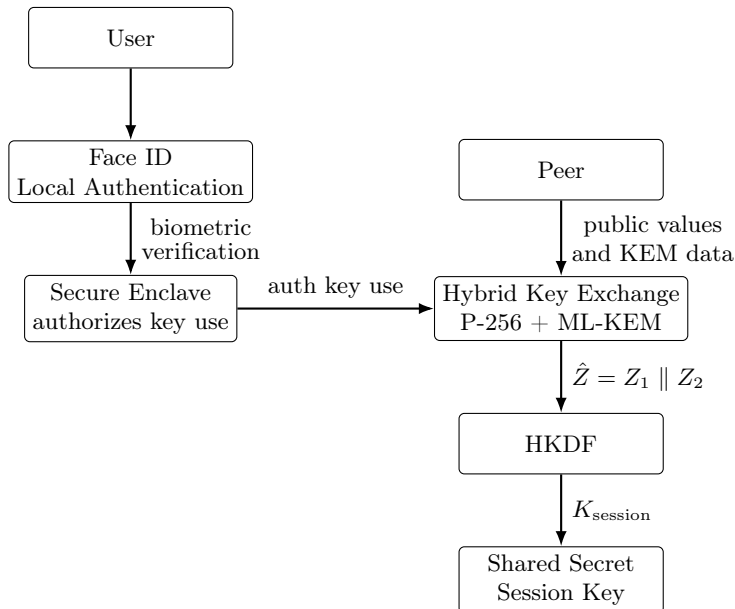 User
Face ID
Local Authentication
Peer
biometric
verification
public values
and KEM data
Secure Enclave
authorizes key use
auth key use
Hybrid Key Exchange
P-256 + ML-KEM
Ẑ = Z₁ ∥ Z₂
HKDF
K_session
Shared Secret
Session Key